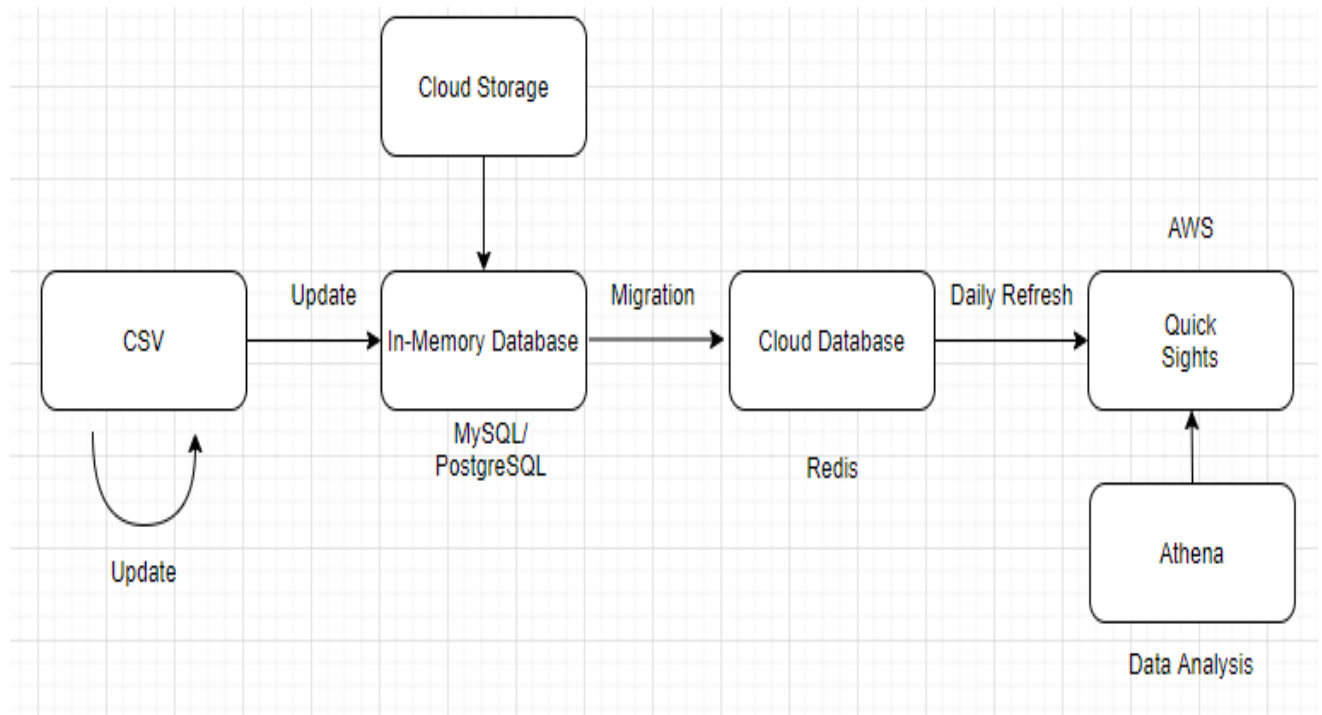 Cloud Storage
AWS
Update
Migration
Daily Refresh
CSV
In-Memory Database
Cloud Database
Quick
Sights
MySQL/
PostgreSQL
Redis
Update
Athena
Data Analysis